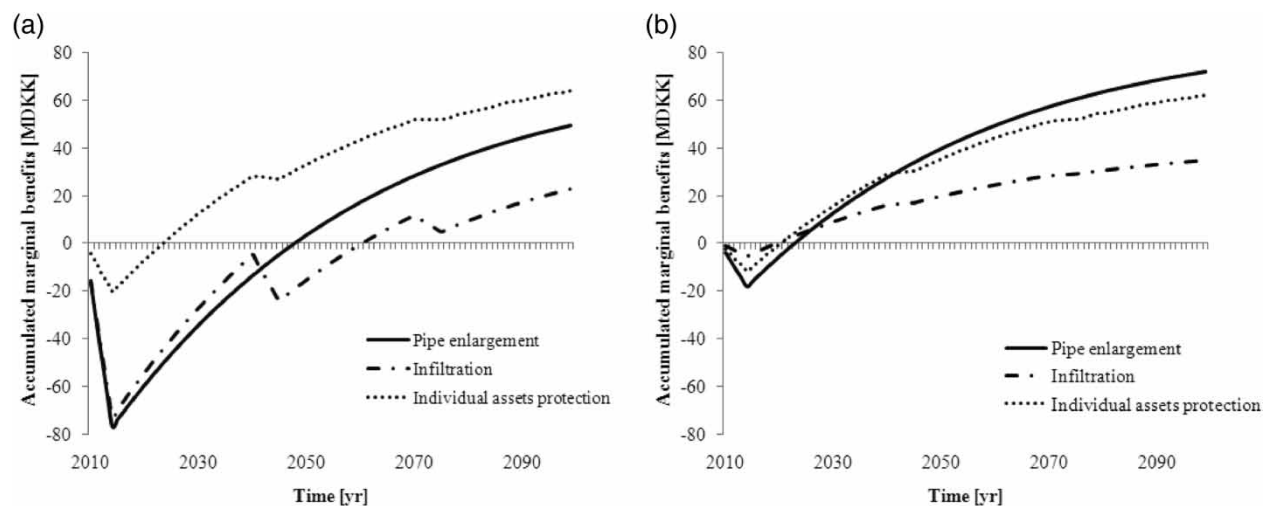 (a)
Accumulated marginal benefits [MDKK]
80
60
40
20
0
-20
-40
-60
-80
2010 2030 2050 2070 2090
Time [yr]
Pipe enlargement
Infiltration
Individual assets protection
(b)
Accumulated marginal benefits [MDKK]
80
60
40
20
0
-20
-40
-60
-80
2010 2030 2050 2070 2090
Time [yr]
Pipe enlargement
Infiltration
Individual assets protection